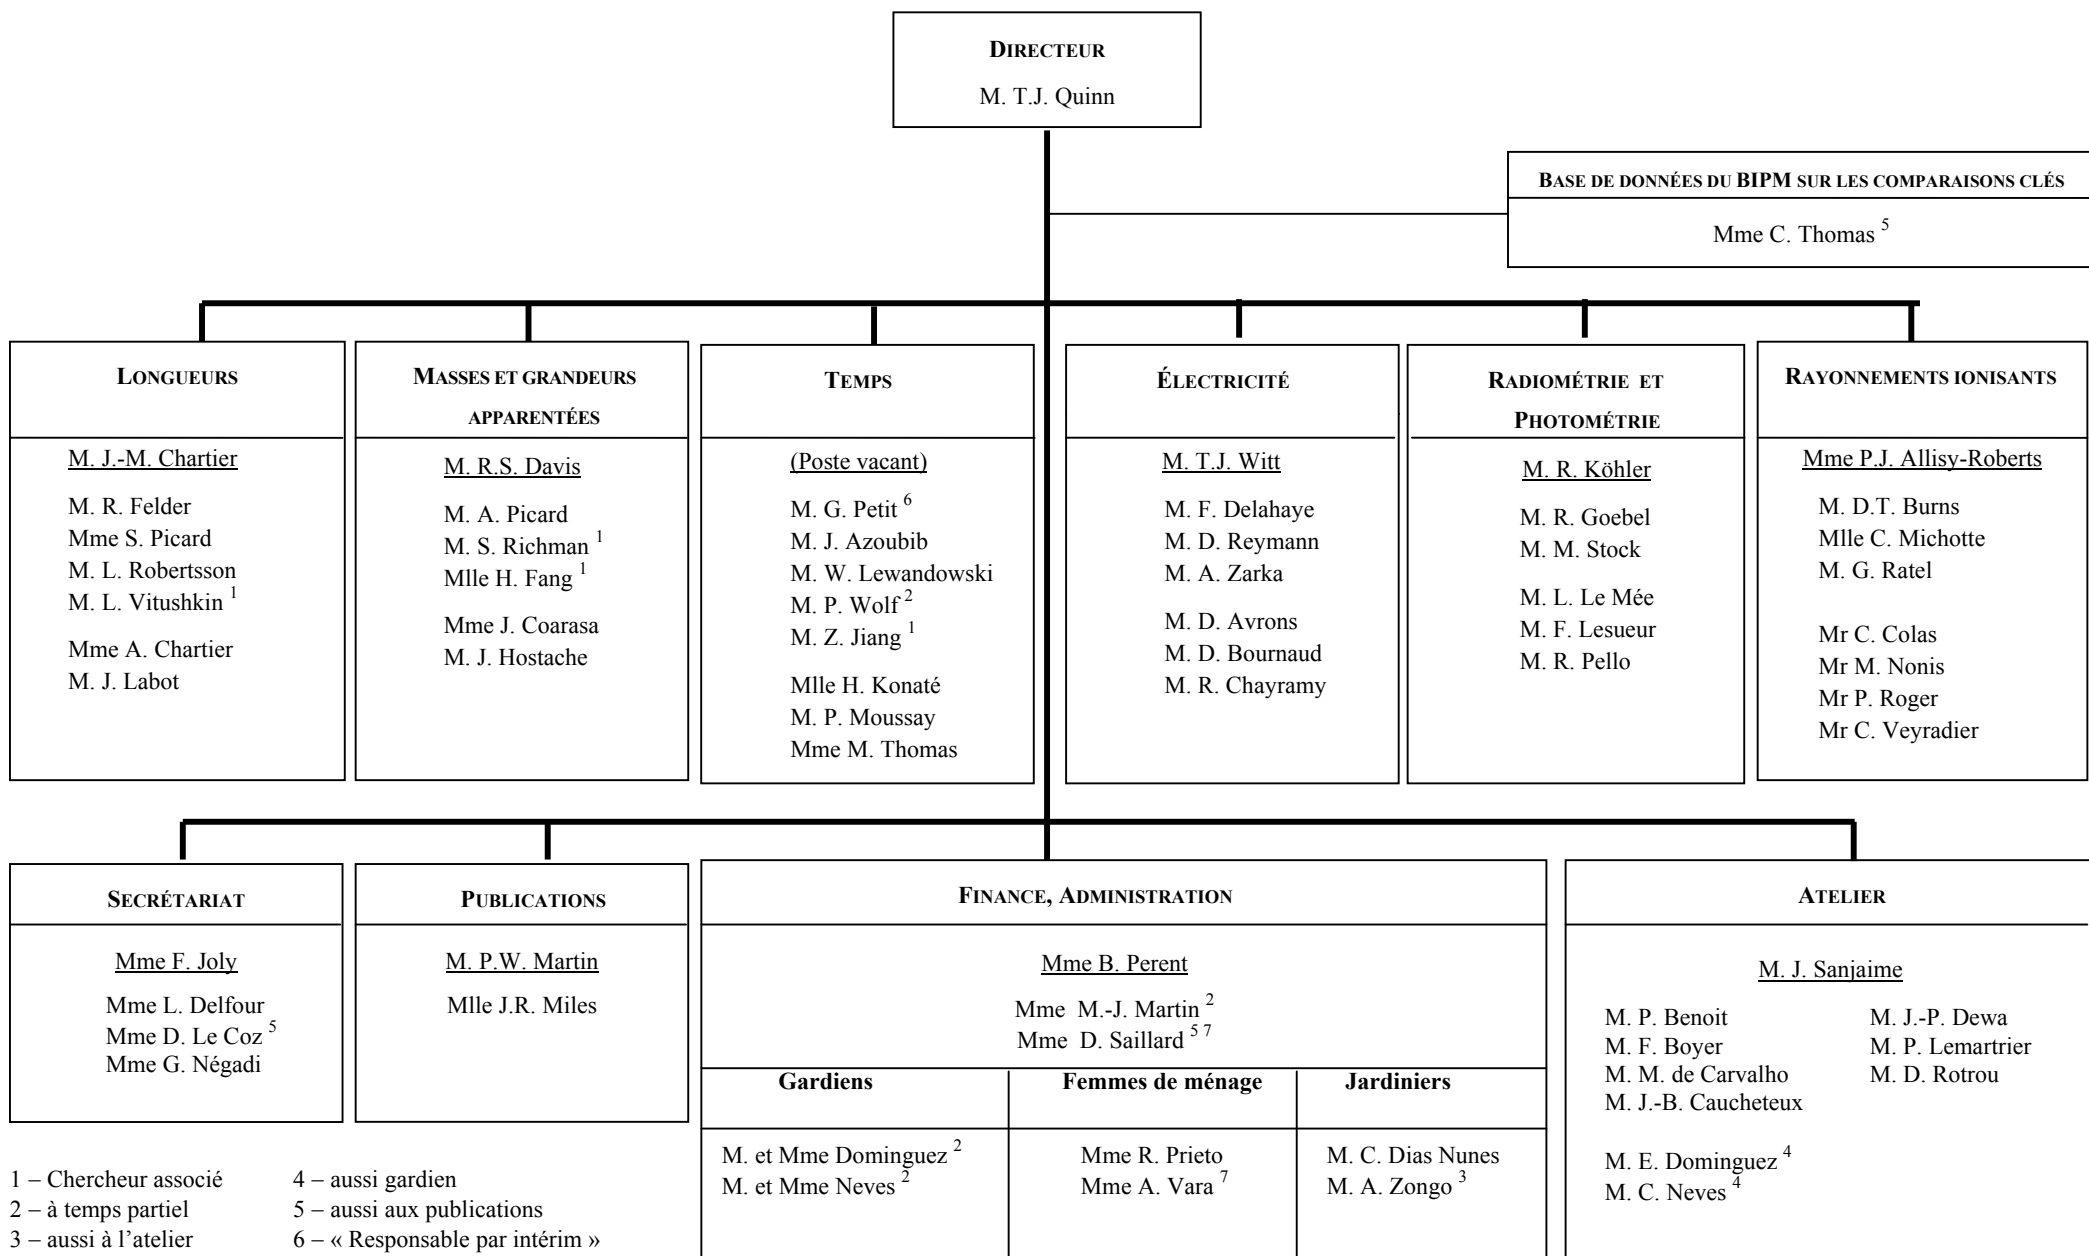 DIRECTEUR
M. T.J. Quinn
BASE DE DONNÉES DU BIPM SUR LES COMPARAISONS CLÉS
Mme C. Thomas 5
LONGUEURS
M. J.-M. Chartier
M. R. Felder
Mme S. Picard
M. L. Robertsson
M. L. Vitushkin 1
Mme A. Chartier
M. J. Labot
MASSES ET GRANDEURS
APPARENTÉES
M. R.S. Davis
M. A. Picard
M. S. Richman 1
Mlle H. Fang 1
Mme J. Coarasa
M. J. Hostache
TEMPS
(Poste vacant)
M. G. Petit 6
M. J. Azoubib
M. W. Lewandowski
M. P. Wolf 2
M. Z. Jiang 1
Mlle H. Konaté
M. P. Moussay
Mme M. Thomas
ÉLECTRICITÉ
M. T.J. Witt
M. F. Delahaye
M. D. Reymann
M. A. Zarka
M. D. Avrons
M. D. Bournaud
M. R. Chayramy
RADIOMÉTRIE ET
PHOTOMÉTRIE
M. R. Köhler
M. R. Goebel
M. M. Stock
M. L. Le Mée
M. F. Lesueur
M. R. Pello
RAYONNEMENTS IONISANTS
Mme P.J. Allisy-Roberts
M. D.T. Burns
Mlle C. Michotte
M. G. Ratel
Mr C. Colas
Mr M. Nonis
Mr P. Roger
Mr C. Veyradier
SECRÉTARIAT
Mme F. Joly
Mme L. Delfour
Mme D. Le Coz 5
Mme G. Négadi
PUBLICATIONS
M. P.W. Martin
Mlle J.R. Miles
FINANCE, ADMINISTRATION
Mme B. Perent
Mme M.-J. Martin 2
Mme D. Saillard 5 7
Gardiens
M. et Mme Dominguez 2
M. et Mme Neves 2
Femmes de ménage
Mme R. Prieto
Mme A. Vara 7
Jardiniers
M. C. Dias Nunes
M. A. Zongo 3
ATELIER
M. J. Sanjaime
M. P. Benoit
M. F. Boyer
M. M. de Carvalho
M. J.-B. Caucheteux
M. J.-P. Dewa
M. P. Lemartrier
M. D. Rotrou
M. E. Dominguez 4
M. C. Neves 4
1 – Chercheur associé
2 – à temps partiel
3 – aussi à l'atelier
4 – aussi gardien
5 – aussi aux publications
6 – « Responsable par intérim »